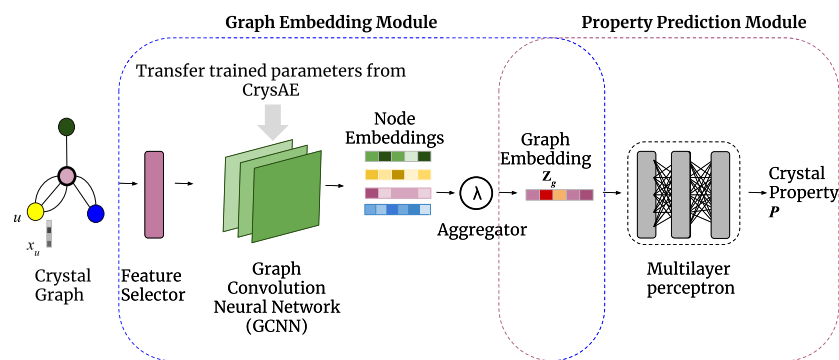 Graph Embedding Module
Property Prediction Module
Transfer trained parameters from
CrysAE
Node
Embeddings
Graph
Embedding
Z_g
λ
Aggregator
u
x_u
Crystal
Graph
Feature
Selector
Graph
Convolution
Neural Network
(GCNN)
Multilayer
perceptron
Crystal
Property
P